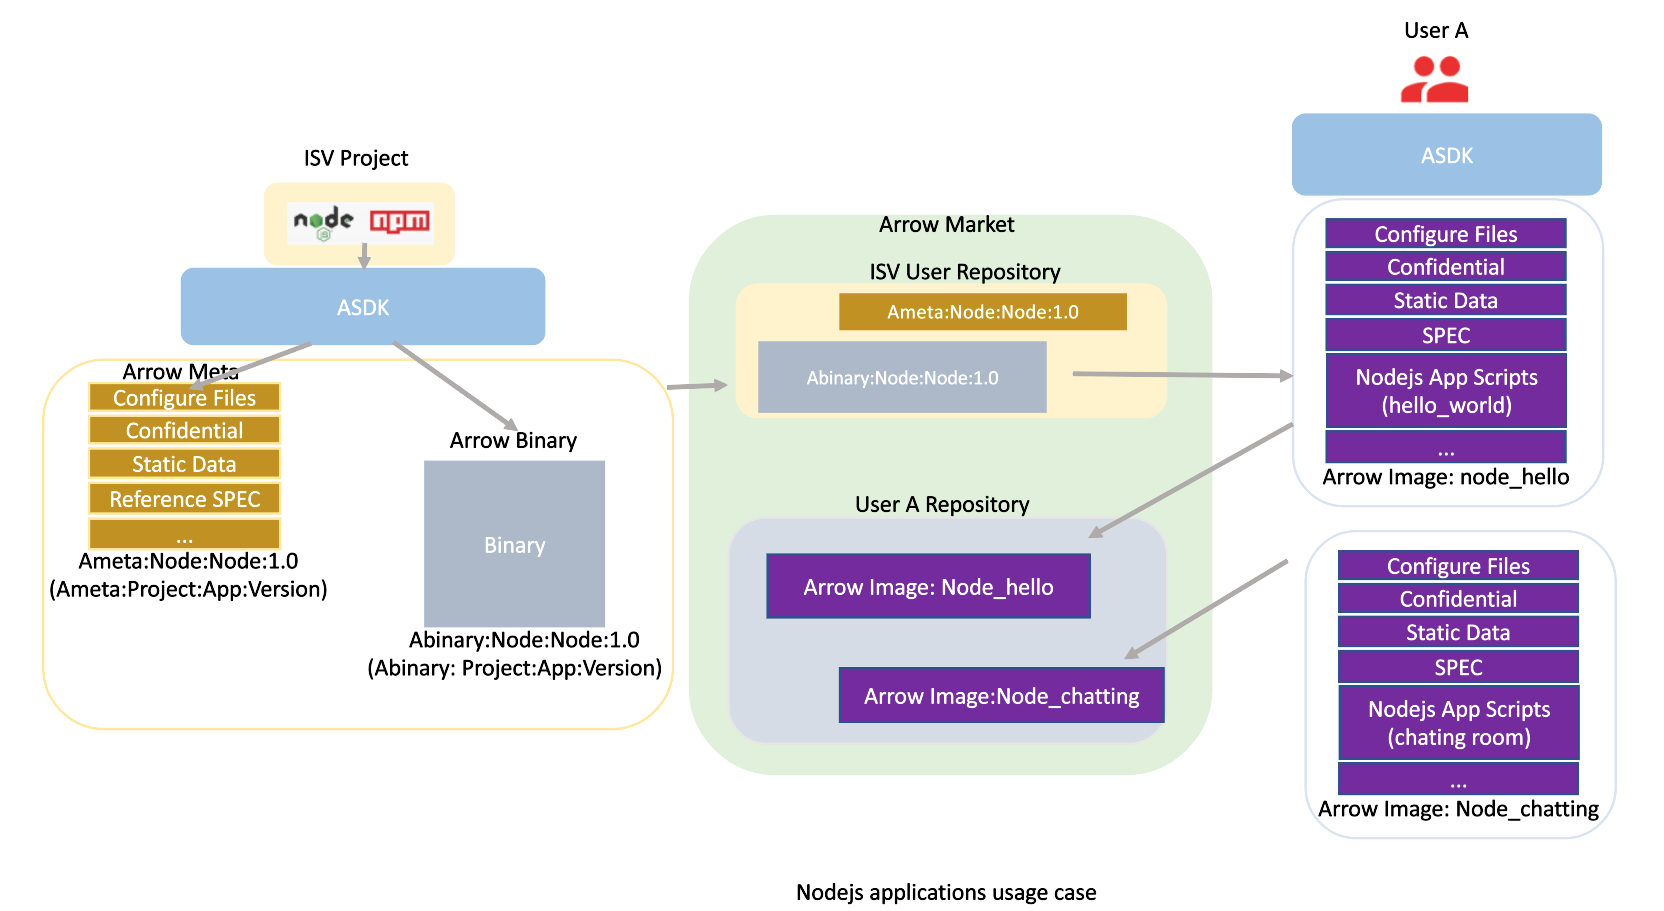 User A
ASDK
ISV Project
node
JS
npm
ASDK
Arrow Meta
Configure Files
Confidential
Static Data
Reference SPEC
...
Ameta:Node:Node:1.0
(Ameta:Project:App:Version)
Arrow Binary
Binary
Abinary:Node:Node:1.0
(Abinary: Project:App:Version)
Arrow Market
ISV User Repository
Ameta:Node:Node:1.0
Abinary:Node:Node:1.0
User A Repository
Arrow Image: Node_hello
Arrow Image:Node_chatting
Configure Files
Confidential
Static Data
SPEC
Nodejs App Scripts
(hello_world)
...
Arrow Image: node_hello
Configure Files
Confidential
Static Data
SPEC
Nodejs App Scripts
(chating room)
...
Arrow Image: Node_chatting
Nodejs applications usage case